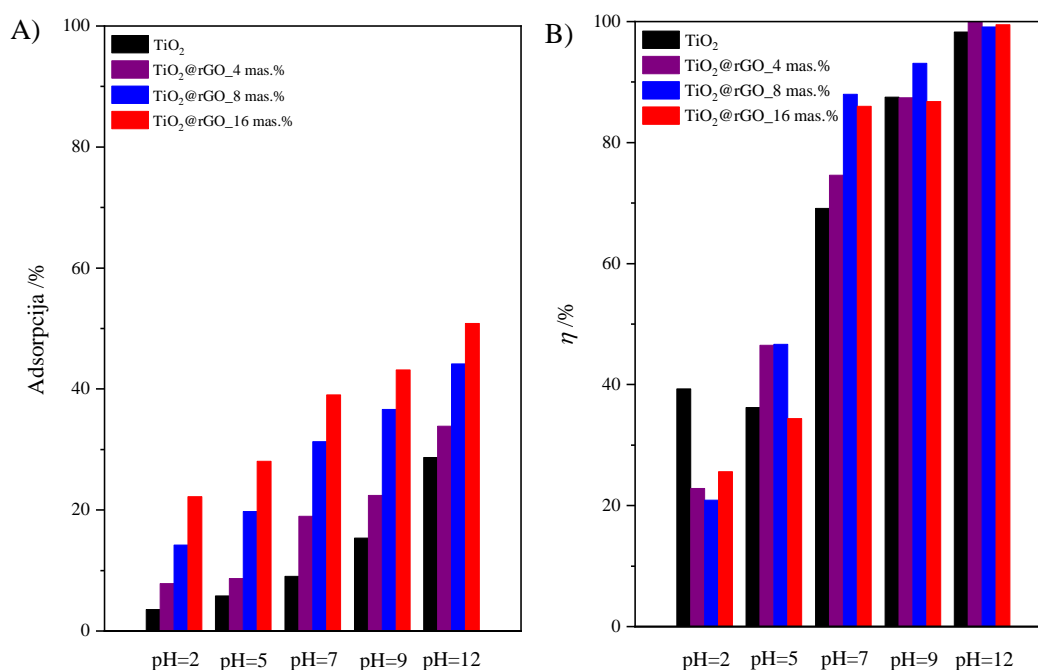 A)
Adsorpcija /%
100
80
60
40
20
0
TiO₂
TiO₂@rGO_4 mas.%
TiO₂@rGO_8 mas.%
TiO₂@rGO_16 mas.%
pH=2 pH=5 pH=7 pH=9 pH=12
B)
η /%
100
80
60
40
20
0
TiO₂
TiO₂@rGO_4 mas.%
TiO₂@rGO_8 mas.%
TiO₂@rGO_16 mas.%
pH=2 pH=5 pH=7 pH=9 pH=12